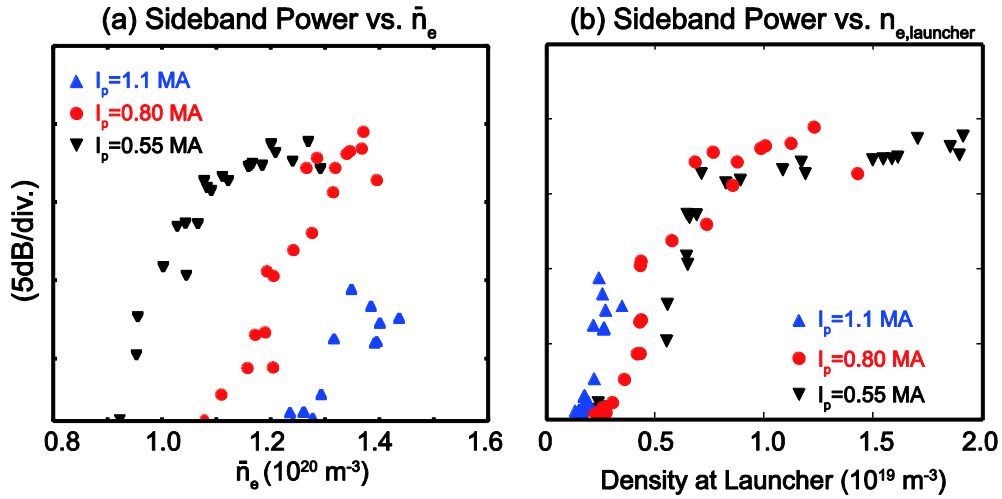 (a) Sideband Power vs. n̄e
(b) Sideband Power vs. ne,launcher
(5dB/div.)
Ip=1.1 MA
Ip=0.80 MA
Ip=0.55 MA
0.8 1.0 1.2 1.4 1.6
n̄e (10²⁰ m⁻³)
Ip=1.1 MA
Ip=0.80 MA
Ip=0.55 MA
0 0.5 1.0 1.5 2.0
Density at Launcher (10¹⁹ m⁻³)